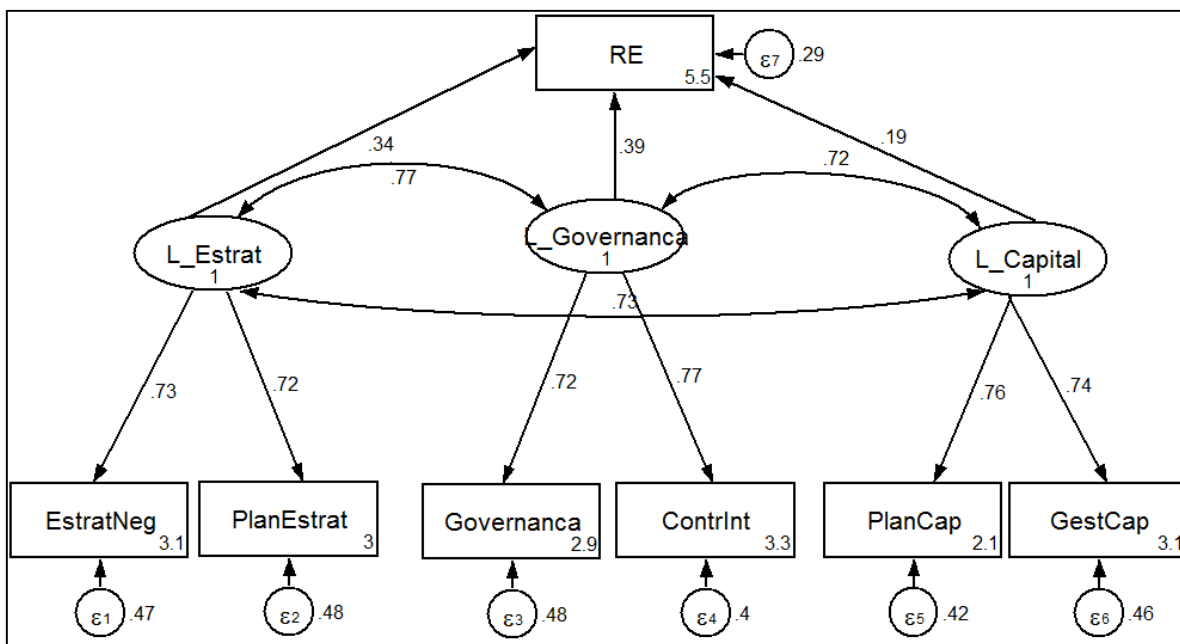 RE
5.5
ε7 .29
.34
.39
.19
.77
.72
L_Estrat
1
L_Governanca
1
L_Capital
1
.73
.73
.72
.72
.77
.76
.74
EstratNeg
3.1
PlanEstrat
3
Governanca
2.9
ContrInt
3.3
PlanCap
2.1
GestCap
3.1
ε1 .47
ε2 .48
ε3 .48
ε4 .4
ε5 .42
ε6 .46